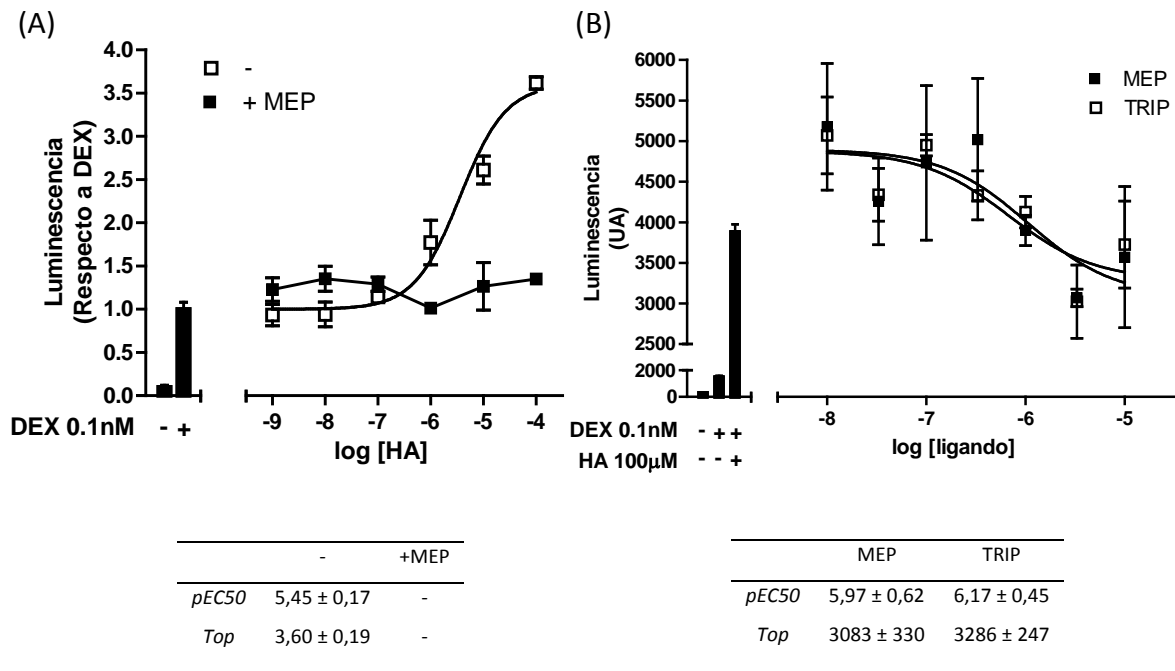 (A)
Luminescencia
(Respecto a DEX)
4.0
3.5
3.0
2.5
2.0
1.5
1.0
0.5
0.0
-
+ MEP
-9 -8 -7 -6 -5 -4
DEX 0.1nM - +
log [HA]
- +MEP
pEC50 5,45 ± 0,17 -
Top 3,60 ± 0,19 -
(B)
Luminescencia
(UA)
6000
5500
5000
4500
4000
3500
3000
2500
2000
0
MEP
TRIP
-8 -7 -6 -5
DEX 0.1nM - + +
HA 100µM - - +
log [ligando]
MEP TRIP
pEC50 5,97 ± 0,62 6,17 ± 0,45
Top 3083 ± 330 3286 ± 247